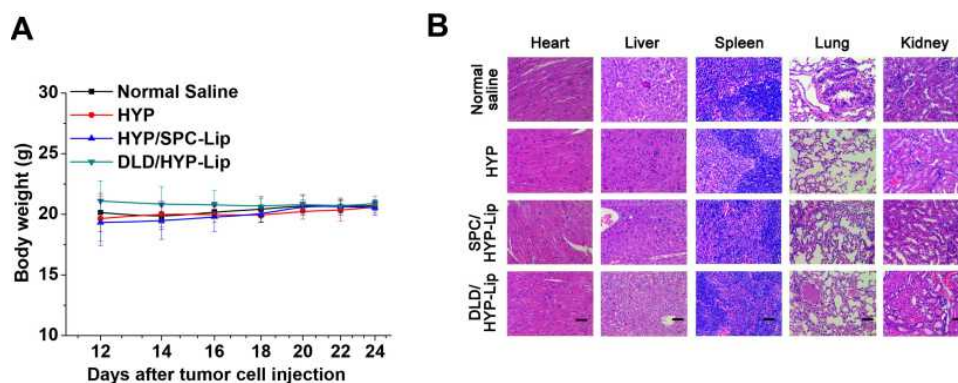 A
30
25
20
15
10
Body weight (g)
Normal Saline
HYP
HYP/SPC-Lip
DLD/HYP-Lip
12 14 16 18 20 22 24
Days after tumor cell injection
B
Heart Liver Spleen Lung Kidney
Normal
saline
HYP
SPC/
HYP-Lip
DLD/
HYP-Lip